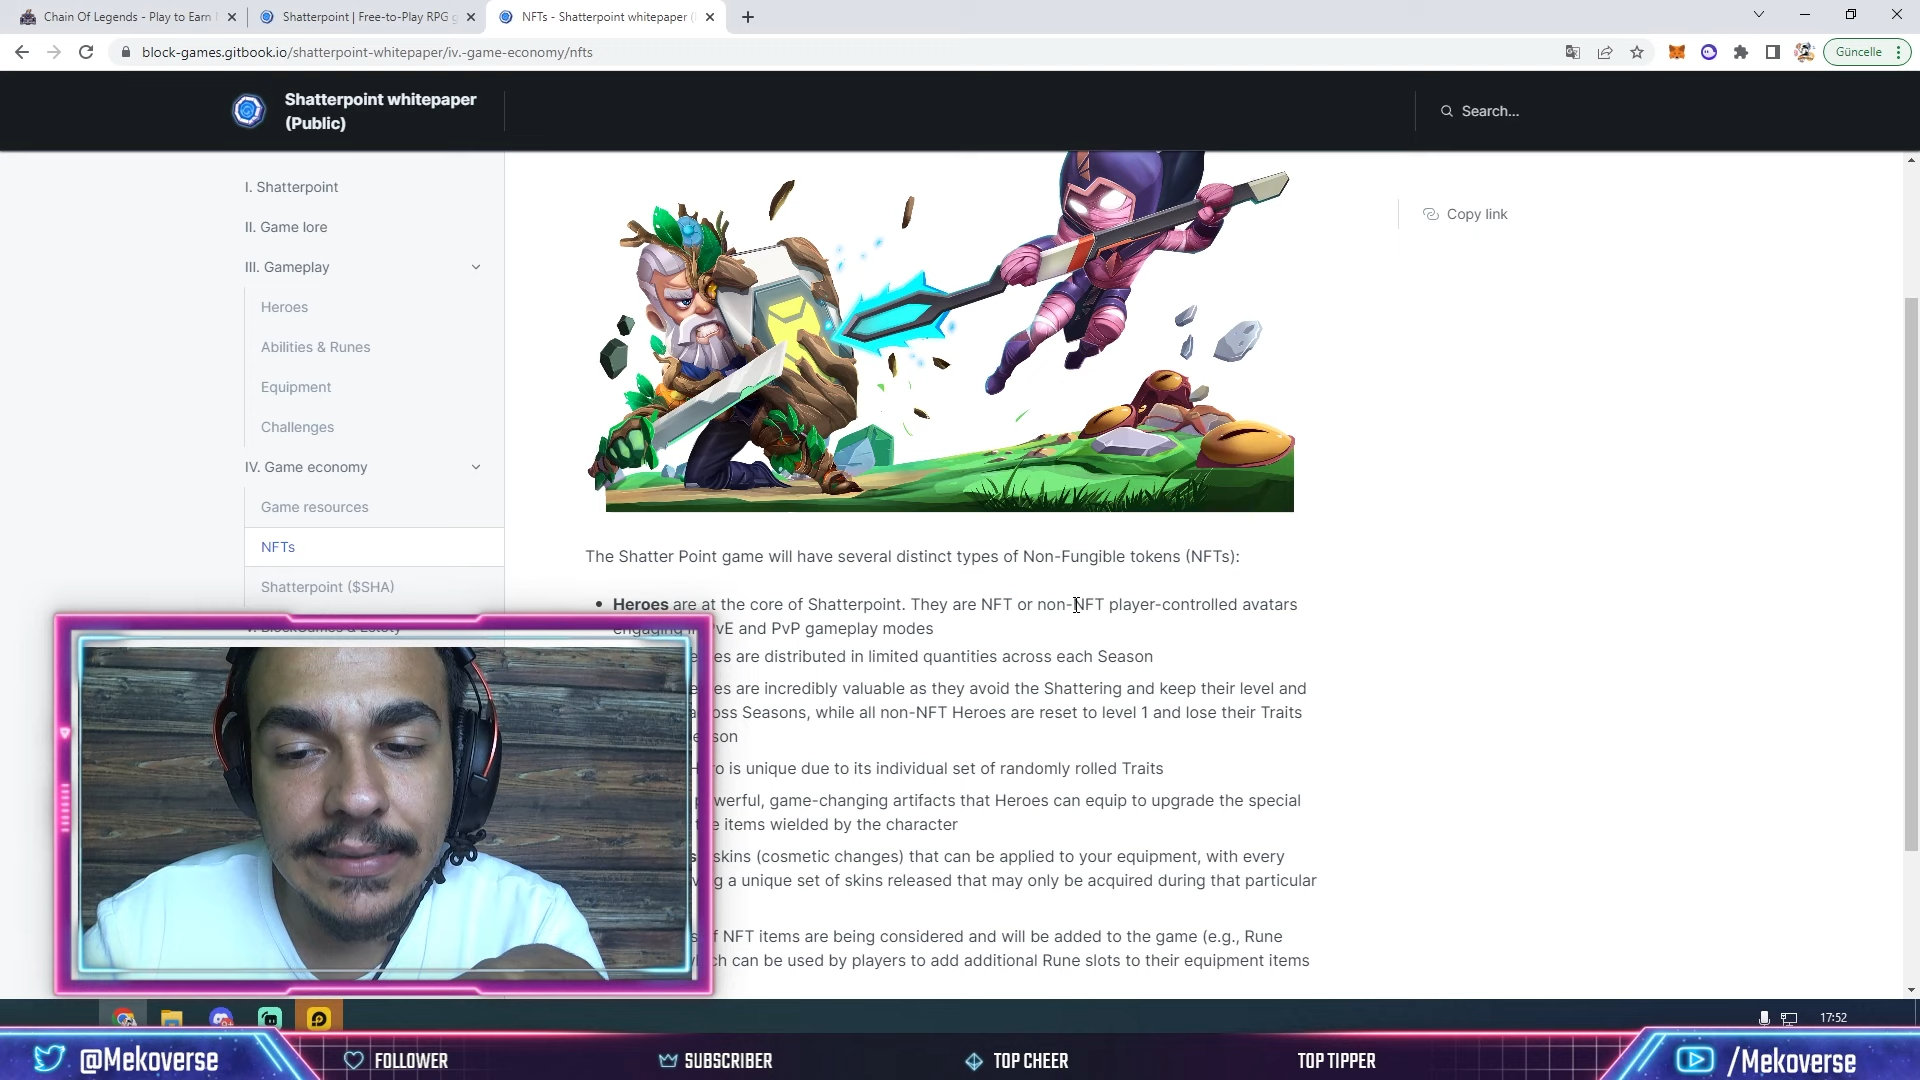 Chain Of Legends - Play to Earn
Shatterpoint | Free-to-Play RPG g
NFTs - Shatterpoint whitepaper (
block-games.gitbook.io/shatterpoint-whitepaper/iv.-game-economy/nfts
Güncelle
Shatterpoint whitepaper
(Public)
Search...
I. Shatterpoint
II. Game lore
III. Gameplay
Heroes
Abilities & Runes
Equipment
Challenges
IV. Game economy
Game resources
NFTs
Shatterpoint ($SHA)
Copy link
The Shatter Point game will have several distinct types of Non-Fungible tokens (NFTs):
• Heroes are at the core of Shatterpoint. They are NFT or non-NFT player-controlled avatars
engaging in PvE and PvP gameplay modes
are distributed in limited quantities across each Season
are incredibly valuable as they avoid the Shattering and keep their level and
Seasons, while all non-NFT Heroes are reset to level 1 and lose their Traits
is unique due to its individual set of randomly rolled Traits
powerful, game-changing artifacts that Heroes can equip to upgrade the special
items wielded by the character
skins (cosmetic changes) that can be applied to your equipment, with every
a unique set of skins released that may only be acquired during that particular
NFT items are being considered and will be added to the game (e.g., Rune
can be used by players to add additional Rune slots to their equipment items
17:52
@Mekoverse
FOLLOWER
SUBSCRIBER
TOP CHEER
TOP TIPPER
/Mekoverse